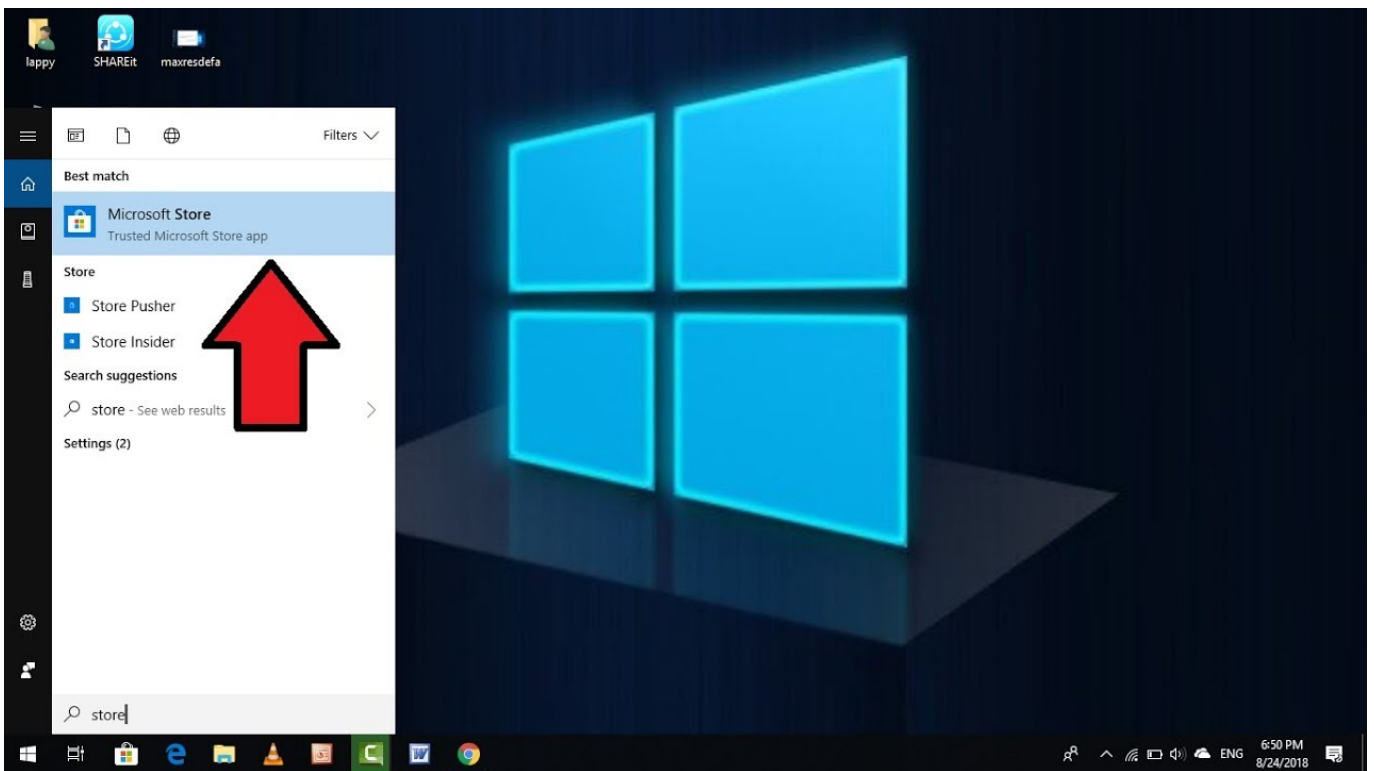 lappy
SHAREit
maxresdefa
Filters
Best match
Microsoft Store
Trusted Microsoft Store app
Store
Store Pusher
Store Insider
Search suggestions
store - See web results
Settings (2)
store
ENG
6:50 PM
8/24/2018